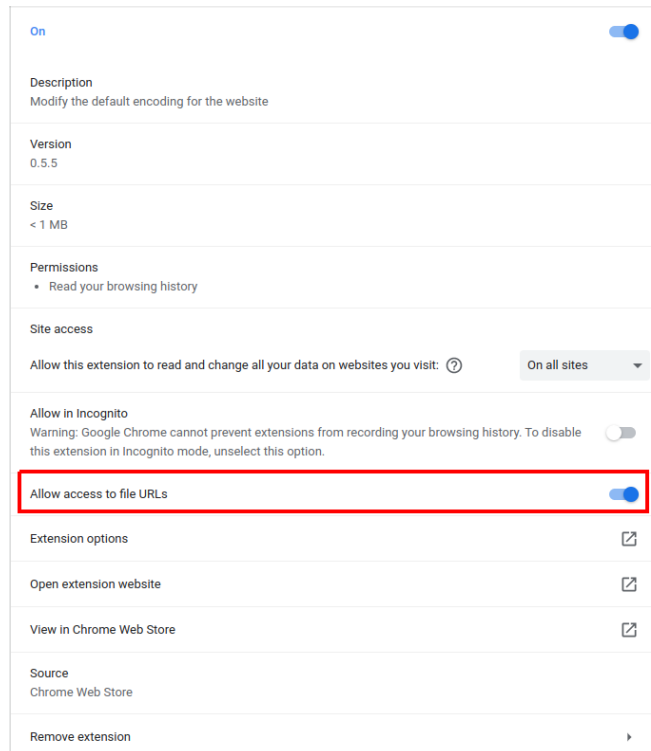 On
Description
Modify the default encoding for the website
Version
0.5.5
Size
< 1 MB
Permissions
• Read your browsing history
Site access
Allow this extension to read and change all your data on websites you visit: ? On all sites
Allow in Incognito
Warning: Google Chrome cannot prevent extensions from recording your browsing history. To disable
this extension in Incognito mode, unselect this option.
Allow access to file URLs
Extension options
Open extension website
View in Chrome Web Store
Source
Chrome Web Store
Remove extension